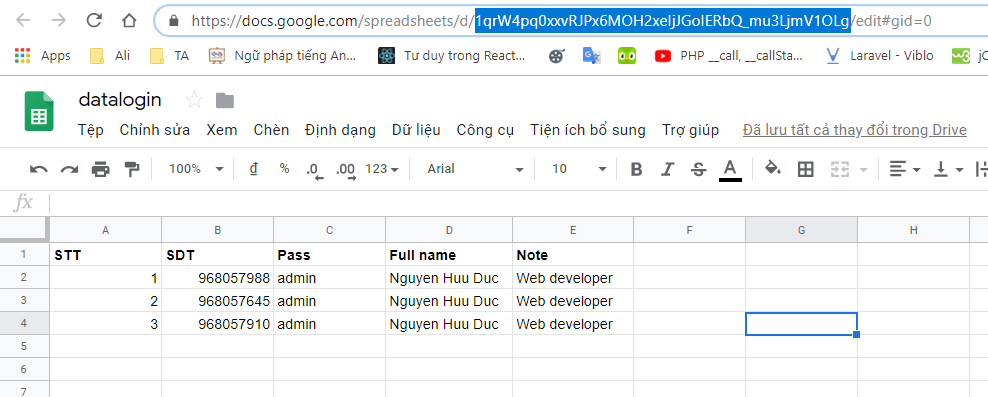 https://docs.google.com/spreadsheets/d/1qrW4pq0xxvRJPx6MOH2xeIjJGolERbQ_mu3LjmV1OLg/edit#gid=0
Apps Ali TA Ngữ pháp tiếng An... Tư duy trong React... PHP __call, __callSta... Laravel - Viblo jC
datalogin
Tệp Chỉnh sửa Xem Chèn Định dạng Dữ liệu Công cụ Tiện ích bổ sung Trợ giúp Đã lưu tất cả thay đổi trong Drive
100% đ % .0 .00 123 Arial 10 B I S A
fx
A B C D E F G H
1 STT SDT Pass Full name Note
2 1 968057988 admin Nguyen Huu Duc Web developer
3 2 968057645 admin Nguyen Huu Duc Web developer
4 3 968057910 admin Nguyen Huu Duc Web developer
5
6
7